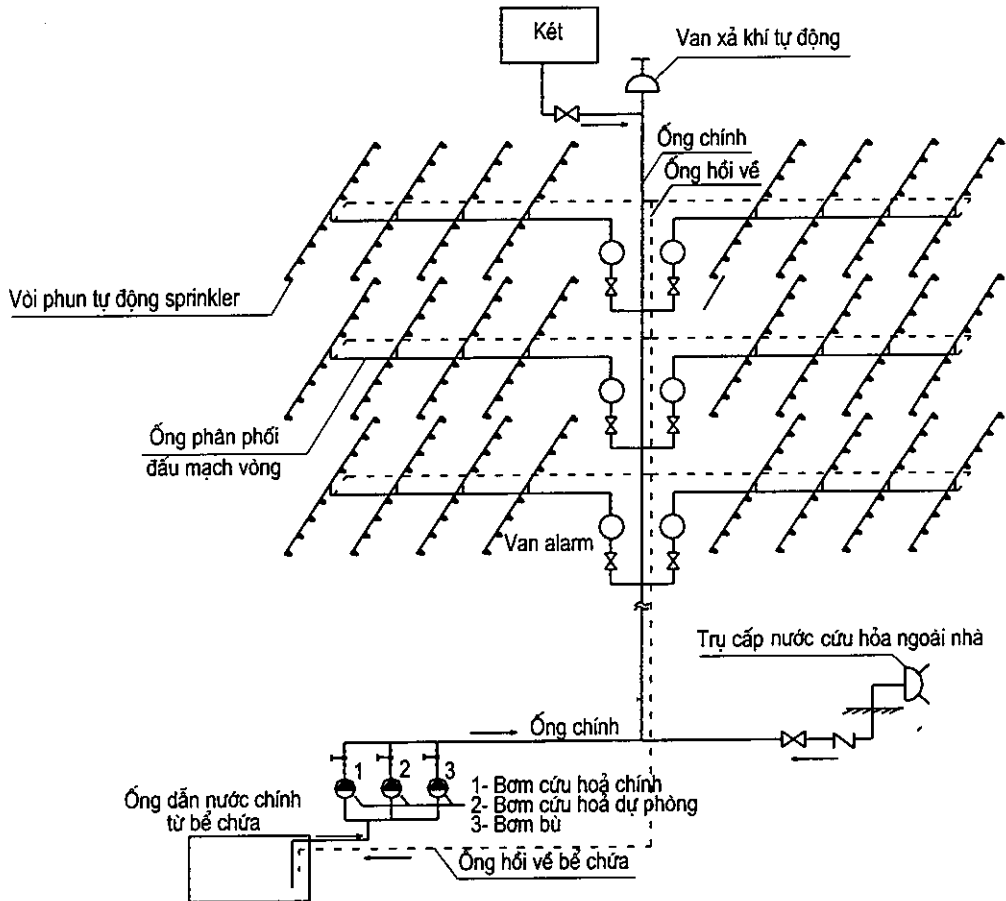 Két
Van xả khí tự động
Ống chính
Ống hồi về
Vòi phun tự động sprinkler
Ống phân phối
đấu mạch vòng
Van alarm
Trụ cấp nước cứu hỏa ngoài nhà
Ống chính
1 2 3
1- Bơm cứu hoả chính
2- Bơm cứu hoả dự phòng
3- Bơm bù
Ống dẫn nước chính
từ bể chứa
Ống hồi về bể chứa